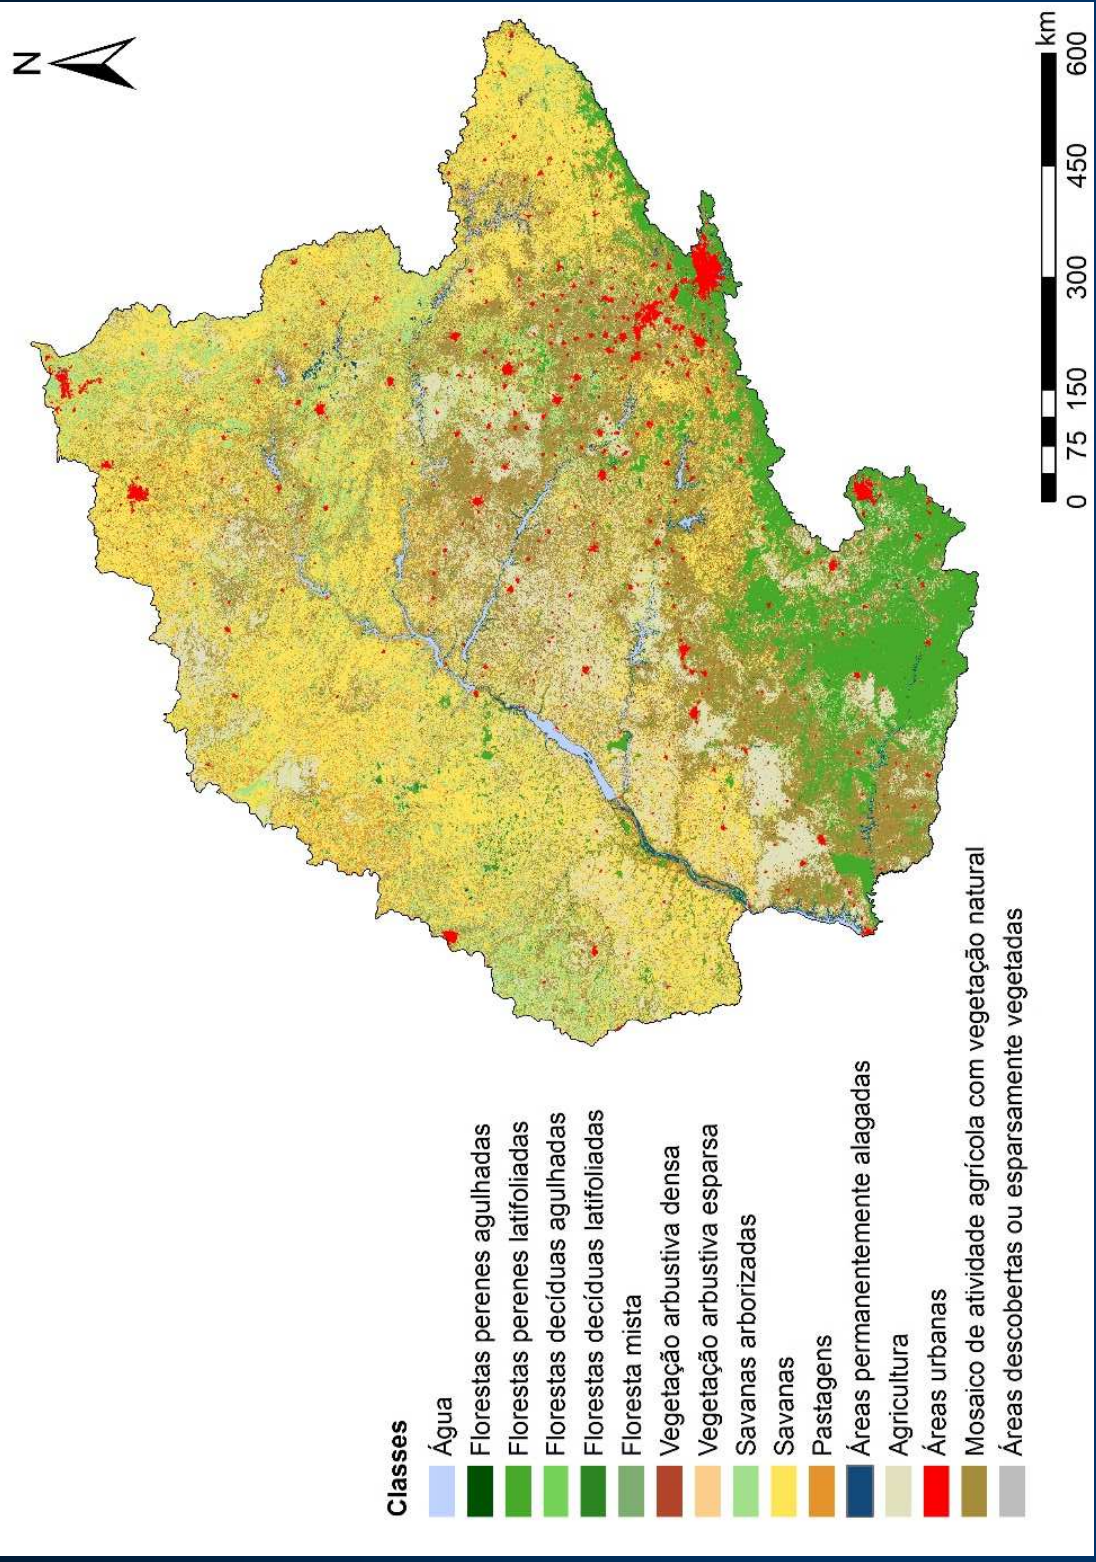 N
Classes
Água
Florestas perenes agulhadas
Florestas perenes latifoliadas
Florestas decíduas agulhadas
Florestas decíduas latifoliadas
Floresta mista
Vegetação arbustiva densa
Vegetação arbustiva esparsa
Savanas arborizadas
Savanas
Pastagens
Áreas permanentemente alagadas
Agricultura
Áreas urbanas
Mosaico de atividade agrícola com vegetação natural
Áreas descobertas ou esparsamente vegetadas
km
0 75 150 300 450 600